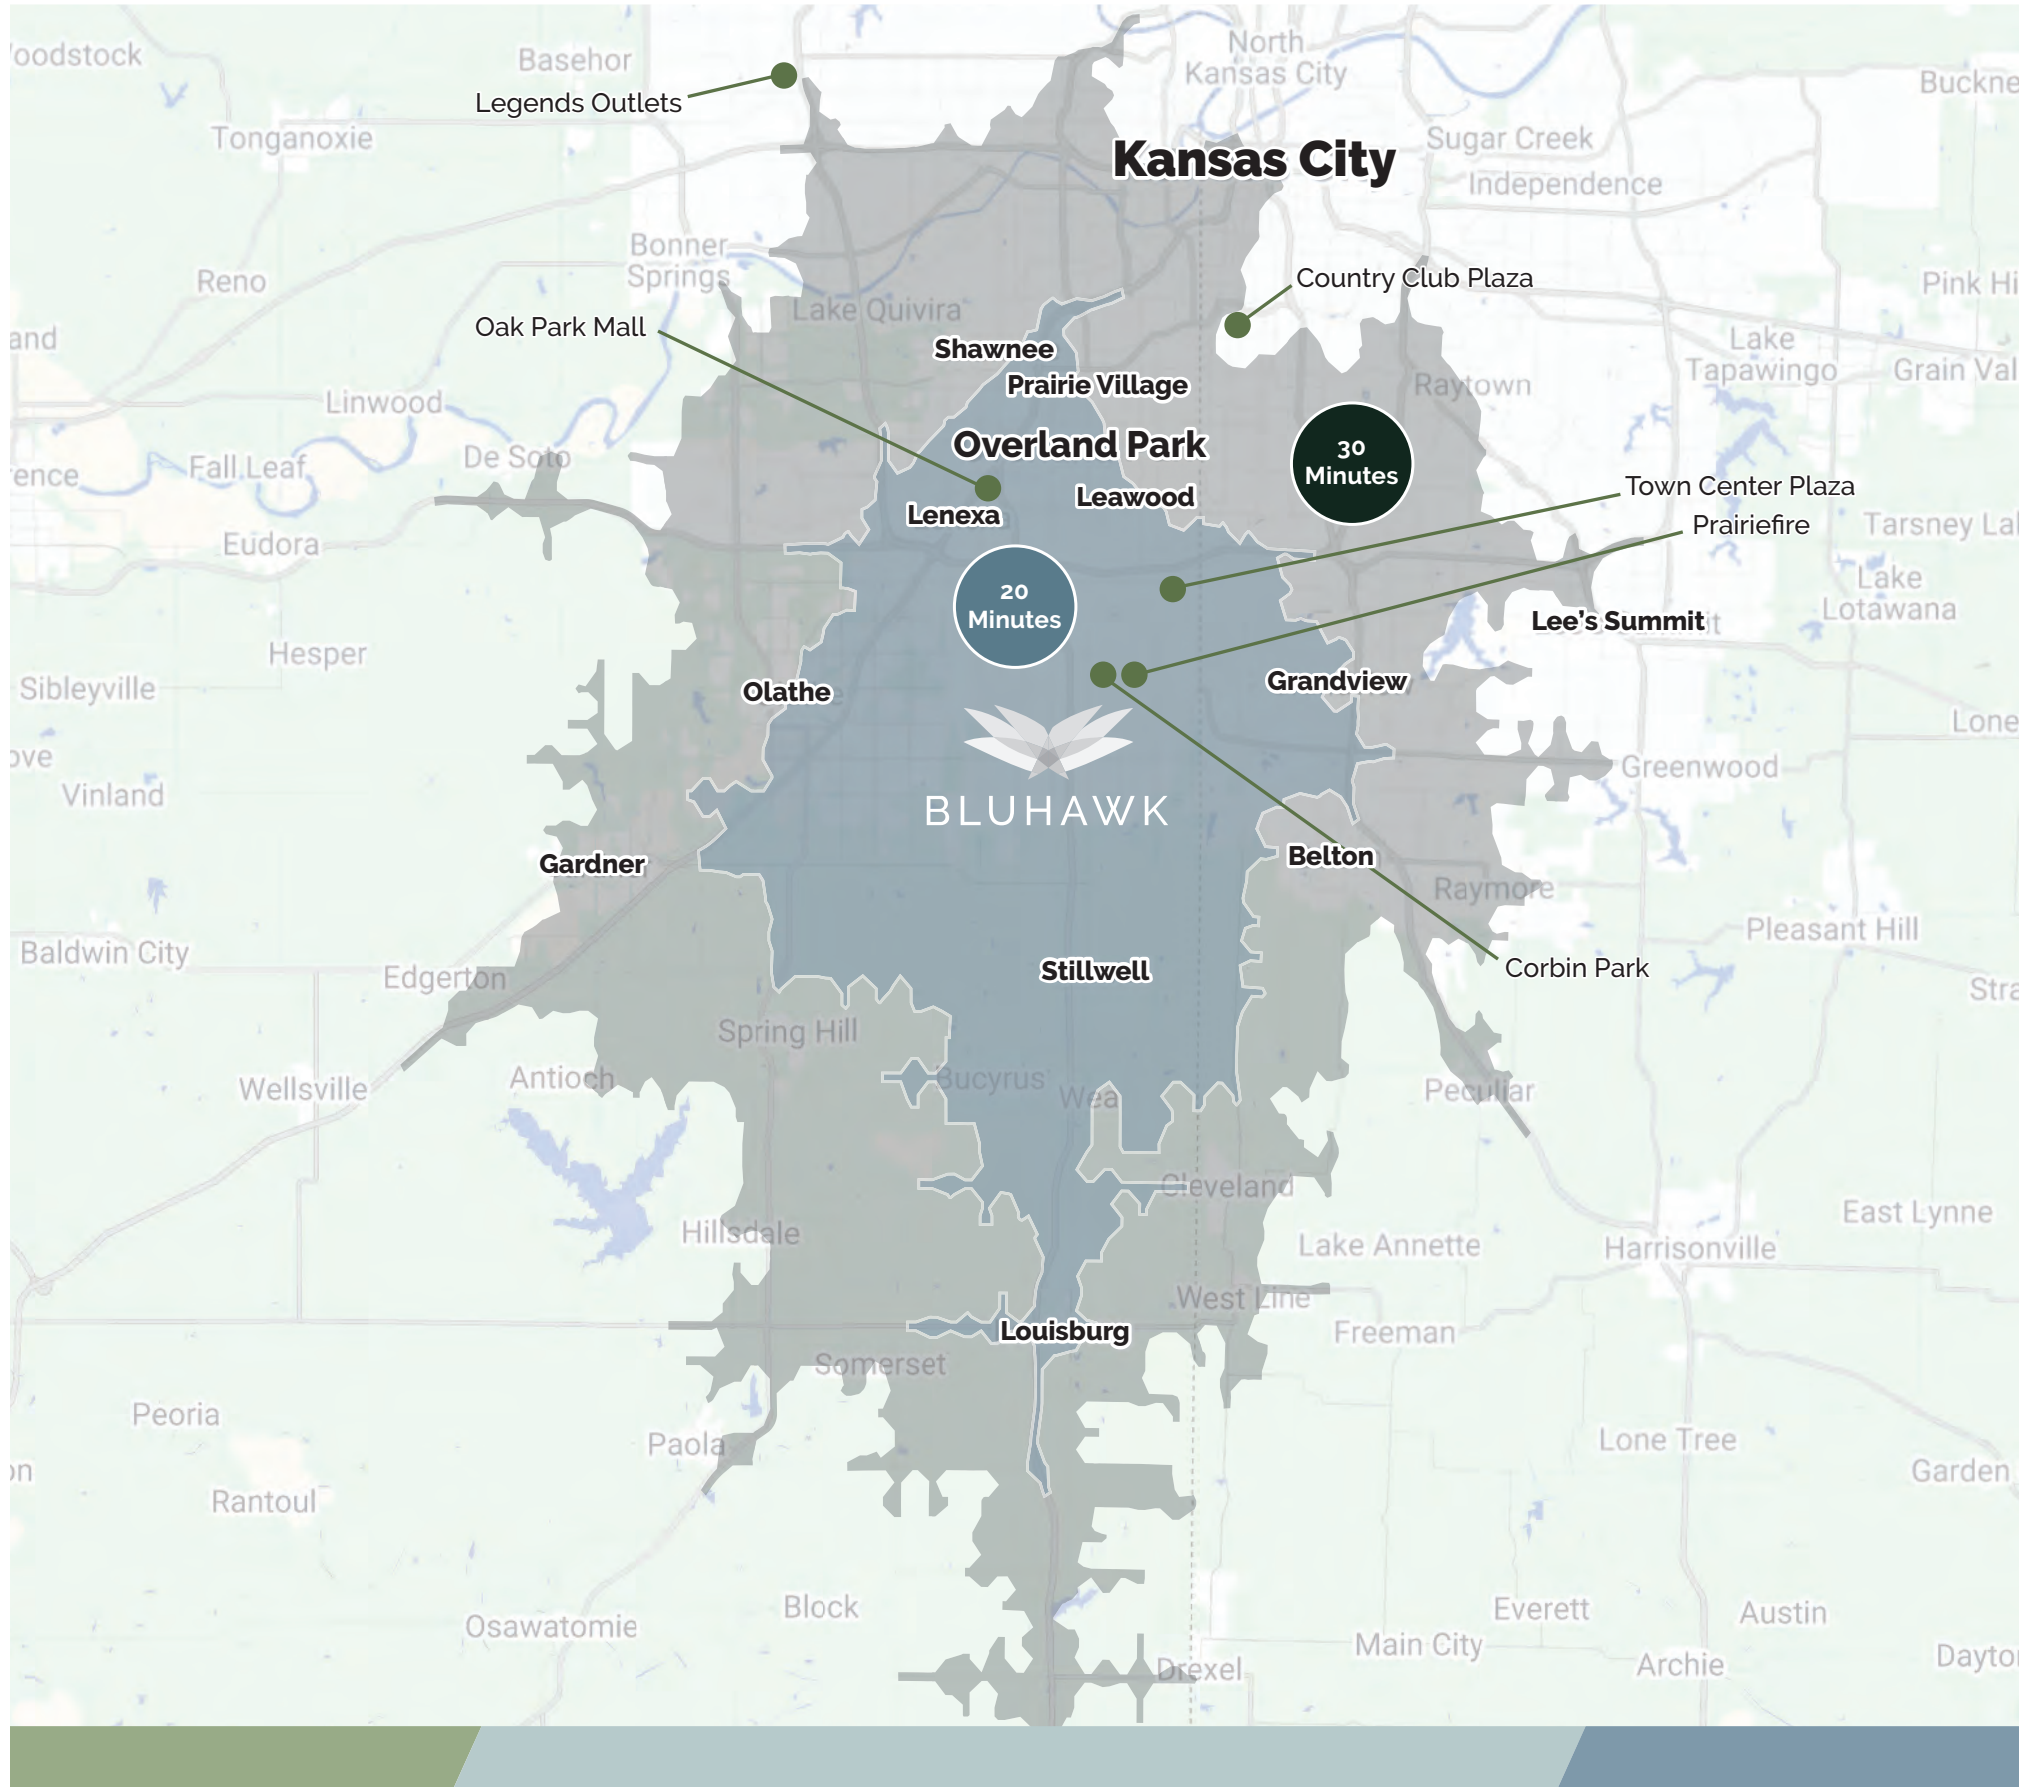 oodstock
Basehor
North
Kansas City
Buckne
Legends Outlets
Tonganoxie
Kansas City
Sugar Creek
Independence
Bonner
Springs
Reno
Lake Quivira
Country Club Plaza
Pink Hi
Oak Park Mall
and
Shawnee
Prairie Village
Lake
Tapawingo
Grain Val
Raytown
Linwood
Overland Park
30
Minutes
De Soto
Fall Leaf
ence
Leawood
Lenexa
Town Center Plaza
Prairiefire
Tarsney Lak
Eudora
20
Minutes
Lake
Lotawana
Lee's Summit
Hesper
Sibleyville
Olathe
Grandview
Lone
ove
Vinland
Greenwood
BLUHAWK
Gardner
Belton
Raymore
Pleasant Hill
Baldwin City
Edgerton
Stillwell
Corbin Park
Stra
Spring Hill
Antioch
Wellsville
Bucyrus
Wea
Peculiar
Cleveland
East Lynne
Hillsdale
Lake Annette
Harrisonville
West Line
Louisburg
Freeman
Somerset
Peoria
Paola
Lone Tree
on
Garden
Rantoul
Block
Osawatomie
Everett
Austin
Main City
Archie
Drexel
Dayto